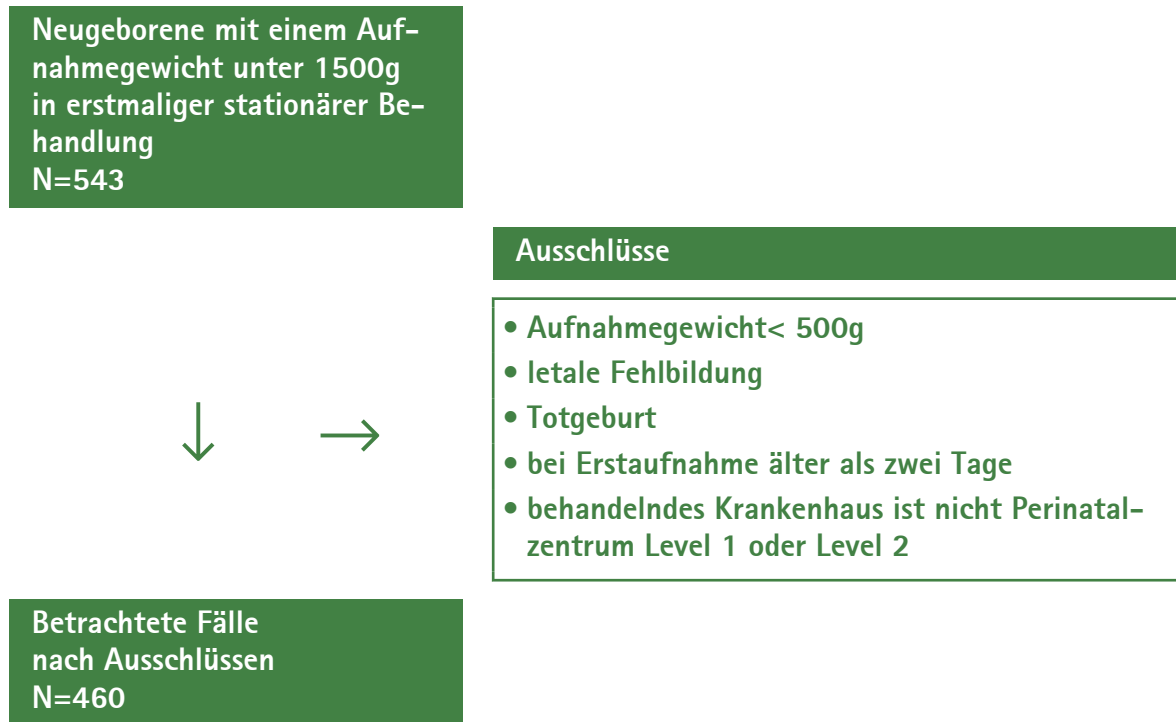 Neugeborene mit einem Auf-
nahmegewicht unter 1500g
in erstmaliger stationärer Be-
handlung
N=543
Ausschlüsse
• Aufnahmegewicht< 500g
• letale Fehlbildung
• Totgeburt
• bei Erstaufnahme älter als zwei Tage
• behandelndes Krankenhaus ist nicht Perinatal-
zentrum Level 1 oder Level 2
Betrachtete Fälle
nach Ausschlüssen
N=460